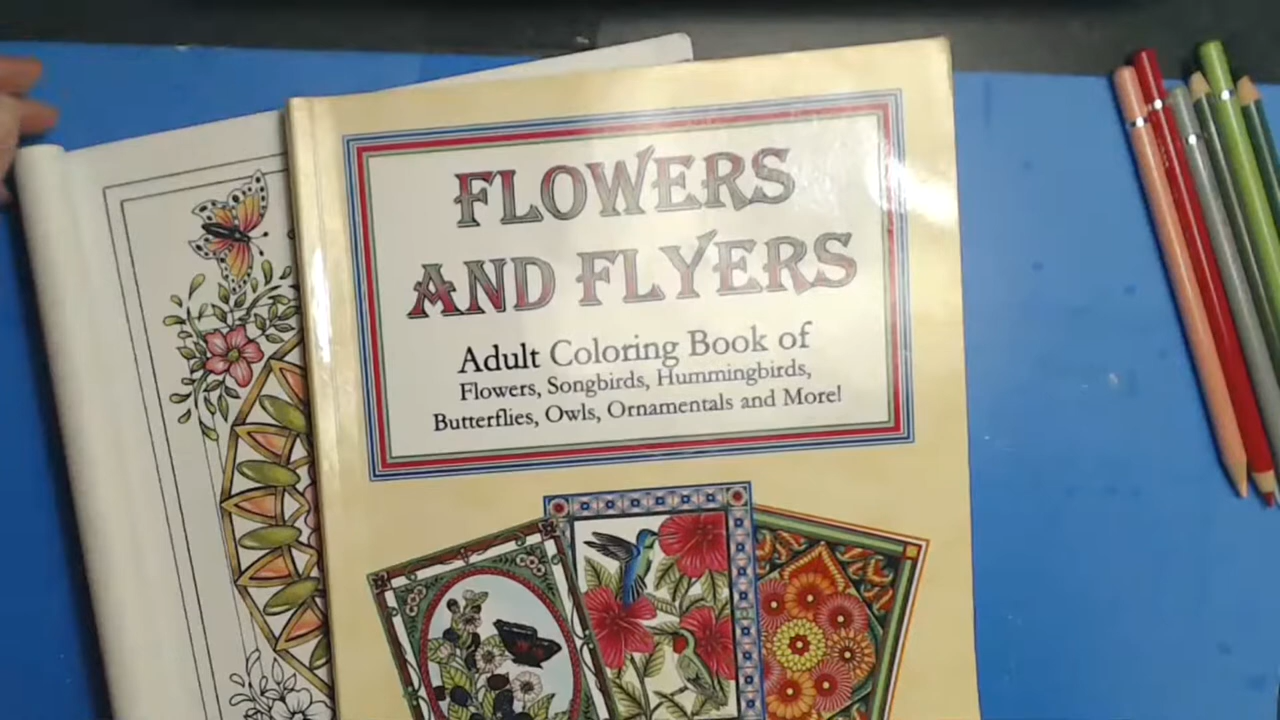 FLOWERS
AND FLYERS
Adult Coloring Book of
Flowers, Songbirds, Hummingbirds,
Butterflies, Owls, Ornamentals and More!